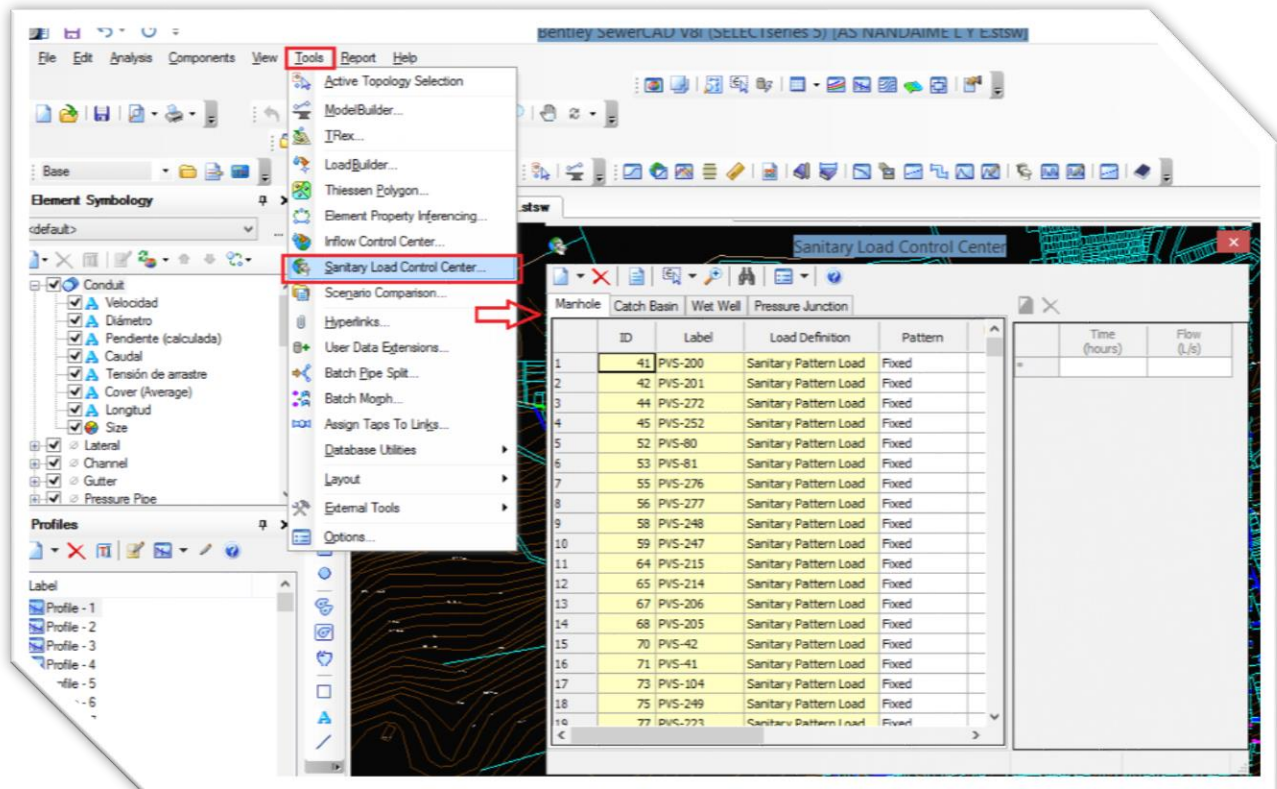 Bentley SewerCAD V8i (SELECTseries 5) [AS NANDAIME L Y E.stsw]
File Edit Analysis Components View Tools Report Help
Active Topology Selection
ModelBuilder...
TRex...
LoadBuilder...
Thiessen Polygon...
Element Property Inferencing...
Inflow Control Center...
Sanitary Load Control Center...
Scenario Comparison...
Hyperlinks...
User Data Extensions...
Batch Pipe Split...
Batch Morph...
Assign Taps To Links...
Database Utilities
Layout
External Tools
Options...
Base
Element Symbology
<default>
Conduit
Velocidad
Diámetro
Pendiente (calculada)
Caudal
Tensión de arrastre
Cover (Average)
Longitud
Size
Lateral
Channel
Gutter
Pressure Pipe
Profiles
Label
Profile - 1
Profile - 2
Profile - 3
Profile - 4
.stsw
Sanitary Load Control Center
Manhole Catch Basin Wet Well Pressure Junction
ID Label Load Definition Pattern
1 41 PVS-200 Sanitary Pattern Load Fixed
2 42 PVS-201 Sanitary Pattern Load Fixed
3 44 PVS-272 Sanitary Pattern Load Fixed
4 45 PVS-252 Sanitary Pattern Load Fixed
5 52 PVS-80 Sanitary Pattern Load Fixed
6 53 PVS-81 Sanitary Pattern Load Fixed
7 55 PVS-276 Sanitary Pattern Load Fixed
8 56 PVS-277 Sanitary Pattern Load Fixed
9 58 PVS-248 Sanitary Pattern Load Fixed
10 59 PVS-247 Sanitary Pattern Load Fixed
11 64 PVS-215 Sanitary Pattern Load Fixed
12 65 PVS-214 Sanitary Pattern Load Fixed
13 67 PVS-206 Sanitary Pattern Load Fixed
14 68 PVS-205 Sanitary Pattern Load Fixed
15 70 PVS-42 Sanitary Pattern Load Fixed
16 71 PVS-41 Sanitary Pattern Load Fixed
17 73 PVS-104 Sanitary Pattern Load Fixed
18 75 PVS-249 Sanitary Pattern Load Fixed
19 77 PVS-223 Sanitary Pattern Load Fixed
Time (hours) Flow (L/s)